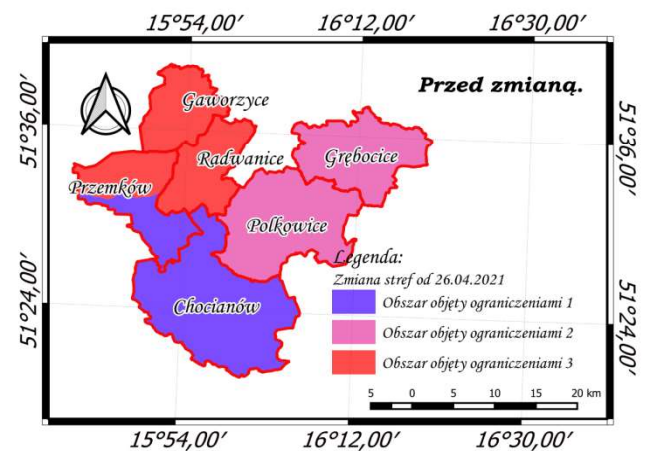 15°54,00′ 16°12,00′ 16°30,00′
Przed zmianą.
51°36,00′
51°36,00′
Gaworzyce
Radwanice
Grębocice
Przemków
Polkowice
Legenda:
Zmiana stref od 26.04.2021
51°24,00′
51°24,00′
Chocianów
Obszar objęty ograniczeniami 1
Obszar objęty ograniczeniami 2
Obszar objęty ograniczeniami 3
5 0 5 10 15 20 km
15°54,00′ 16°12,00′ 16°30,00′